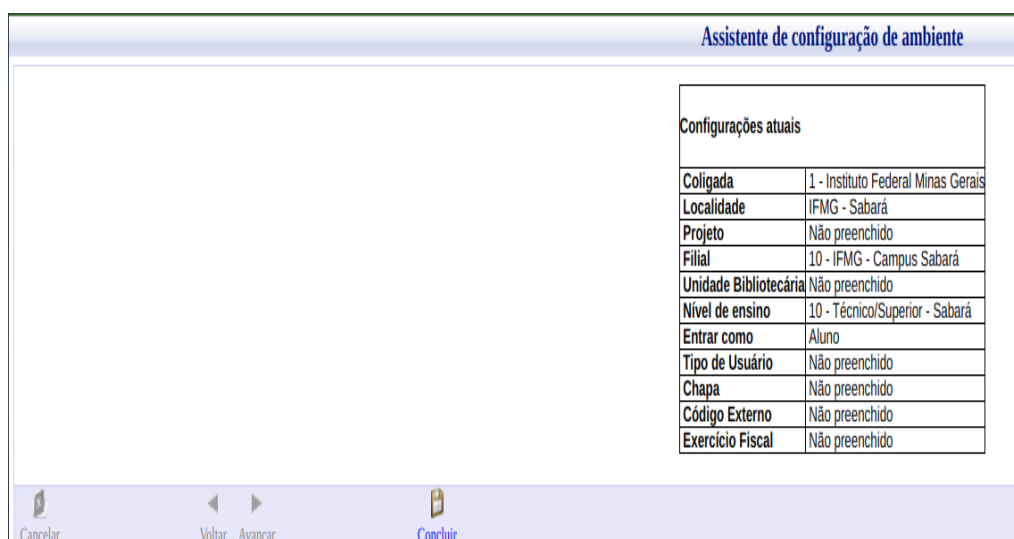 Assistente de configuração de ambiente
Configurações atuais
Coligada 1 - Instituto Federal Minas Gerais
Localidade IFMG - Sabará
Projeto Não preenchido
Filial 10 - IFMG - Campus Sabará
Unidade Bibliotecária Não preenchido
Nível de ensino 10 - Técnico/Superior - Sabará
Entrar como Aluno
Tipo de Usuário Não preenchido
Chapa Não preenchido
Código Externo Não preenchido
Exercício Fiscal Não preenchido
Cancelar Voltar Avançar Concluir